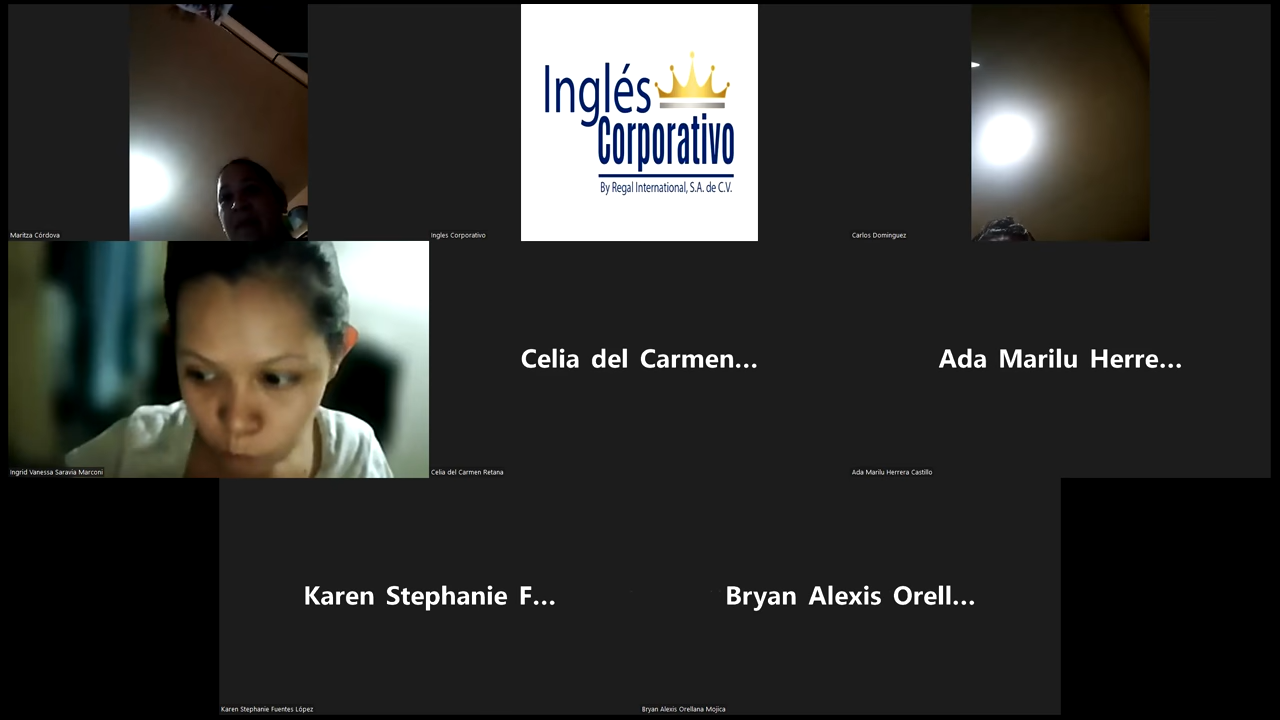 Inglés
Corporativo
By Regal International, S.A. de C.V.
Maritza Córdova
Ingles Corporativo
Carlos Dominguez
Celia del Carmen...
Ada Marilu Herre...
Ingrid Vanessa Saravia Marconi
Celia del Carmen Retana
Ada Marilu Herrera Castillo
Karen Stephanie F...
Bryan Alexis Orell...
Karen Stephanie Fuentes López
Bryan Alexis Orellana Mojica